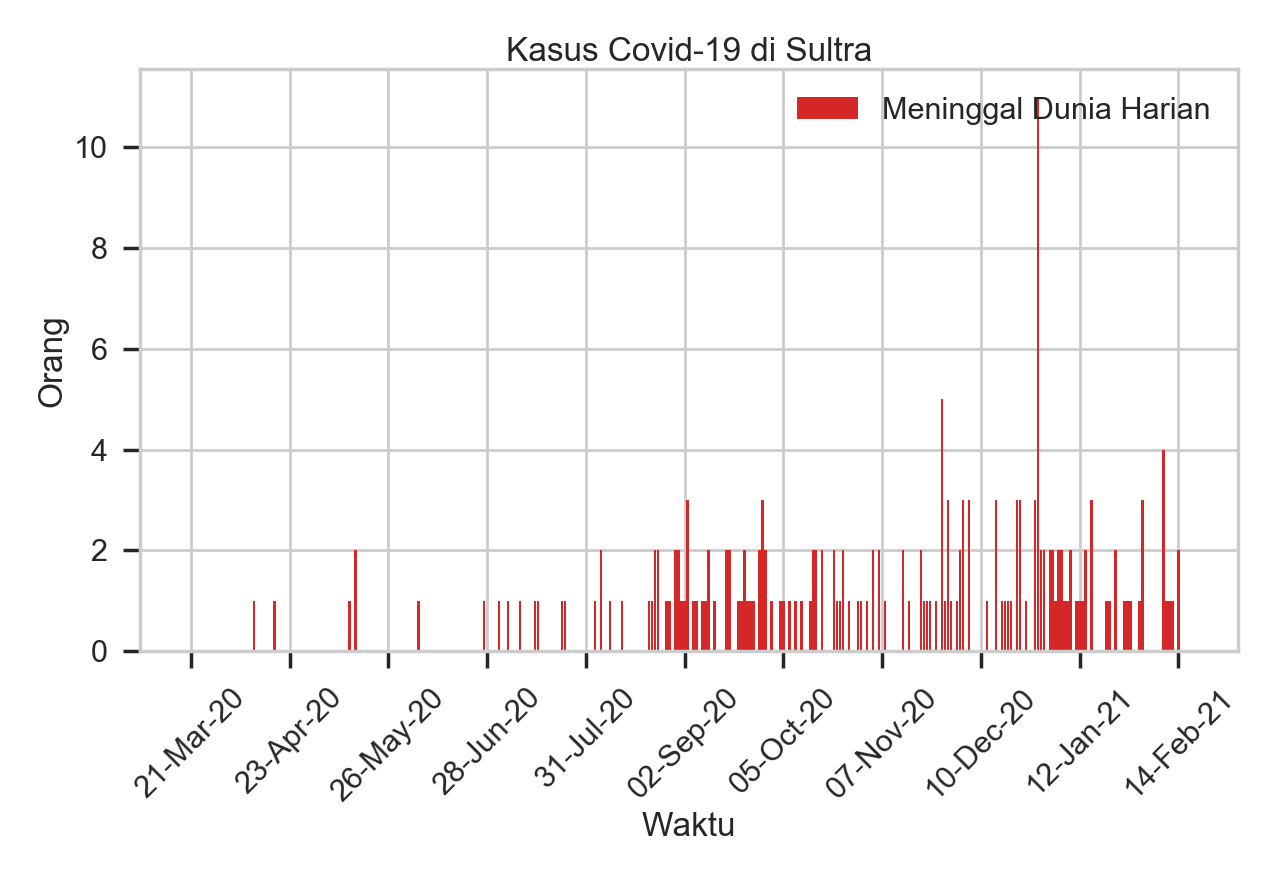 Kasus Covid-19 di Sultra
Meninggal Dunia Harian
10
8
6
4
2
0
Orang
21-Mar-20
23-Apr-20
26-May-20
28-Jun-20
31-Jul-20
02-Sep-20
05-Oct-20
07-Nov-20
10-Dec-20
12-Jan-21
14-Feb-21
Waktu